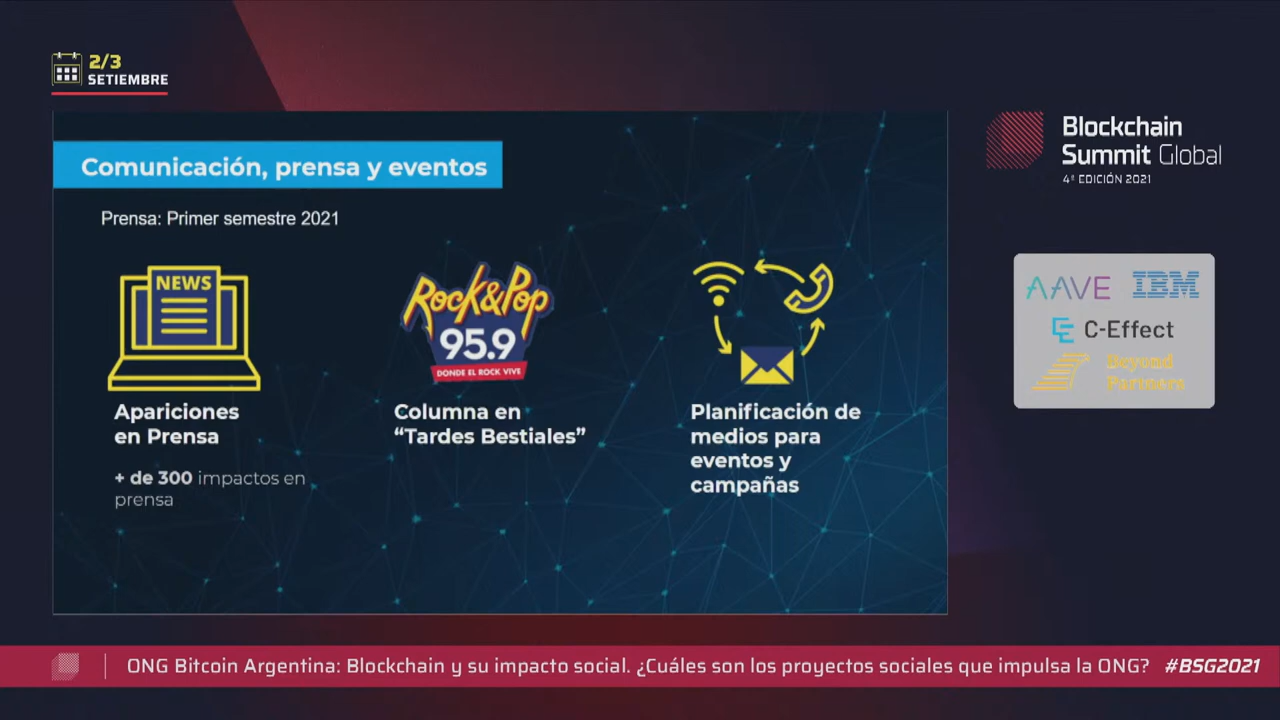 2/3
SETIEMBRE
Blockchain
Summit Global
4ª EDICIÓN 2021
Comunicación, prensa y eventos
Prensa: Primer semestre 2021
NEWS
Rock&Pop
95.9
DONDE EL ROCK VIVE
Apariciones
en Prensa
+ de 300 impactos en
prensa
Columna en
“Tardes Bestiales”
Planificación de
medios para
eventos y
campañas
AAVE IBM
C-Effect
Beyond
Partners
ONG Bitcoin Argentina: Blockchain y su impacto social. ¿Cuáles son los proyectos sociales que impulsa la ONG? #BSG2021